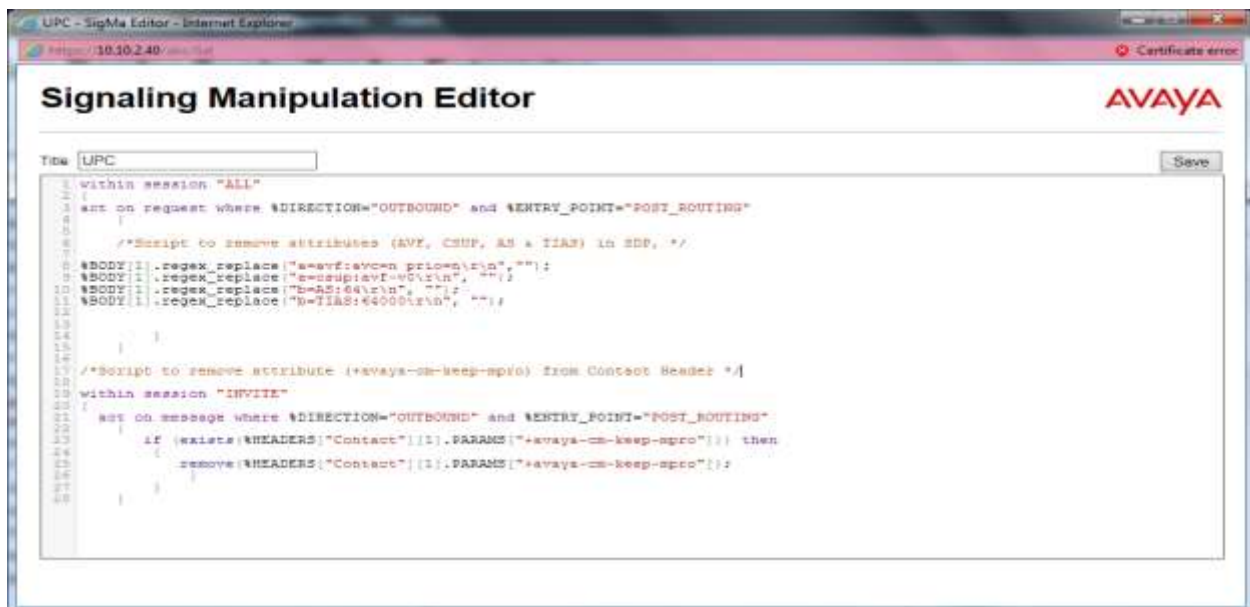 UPC - SigMa Editor - Internet Explorer
10.10.2.40
Certificate error
Signaling Manipulation Editor
AVAYA
Title UPC
Save
1 within session "ALL"
2 {
3 act on request where %DIRECTION="OUTBOUND" and %ENTRY_POINT="POST_ROUTING"
4 {
5
6 /*Script to remove attributes (AVF, CSUP, AS & TIAS) in SDP, */
7
8 %BODY[1].regex_replace("a=avf:avc=n prio=n\r\n","");
9 %BODY[1].regex_replace("a=csup:avf-v0\r\n", "");
10 %BODY[1].regex_replace("b=AS:64\r\n", "");
11 %BODY[1].regex_replace("b=TIAS:64000\r\n", "");
12
13
14 }
15 }
16
17 /*Script to remove attribute (+avaya-cm-keep-mpro) from Contact Header */
18
19 within session "INVITE"
20 {
21 act on message where %DIRECTION="OUTBOUND" and %ENTRY_POINT="POST_ROUTING"
22 {
23 if (exists(%HEADERS["Contact"][1].PARAMS["+avaya-cm-keep-mpro"])) then
24 {
25 remove(%HEADERS["Contact"][1].PARAMS["+avaya-cm-keep-mpro"]);
26 }
27 }
28 }